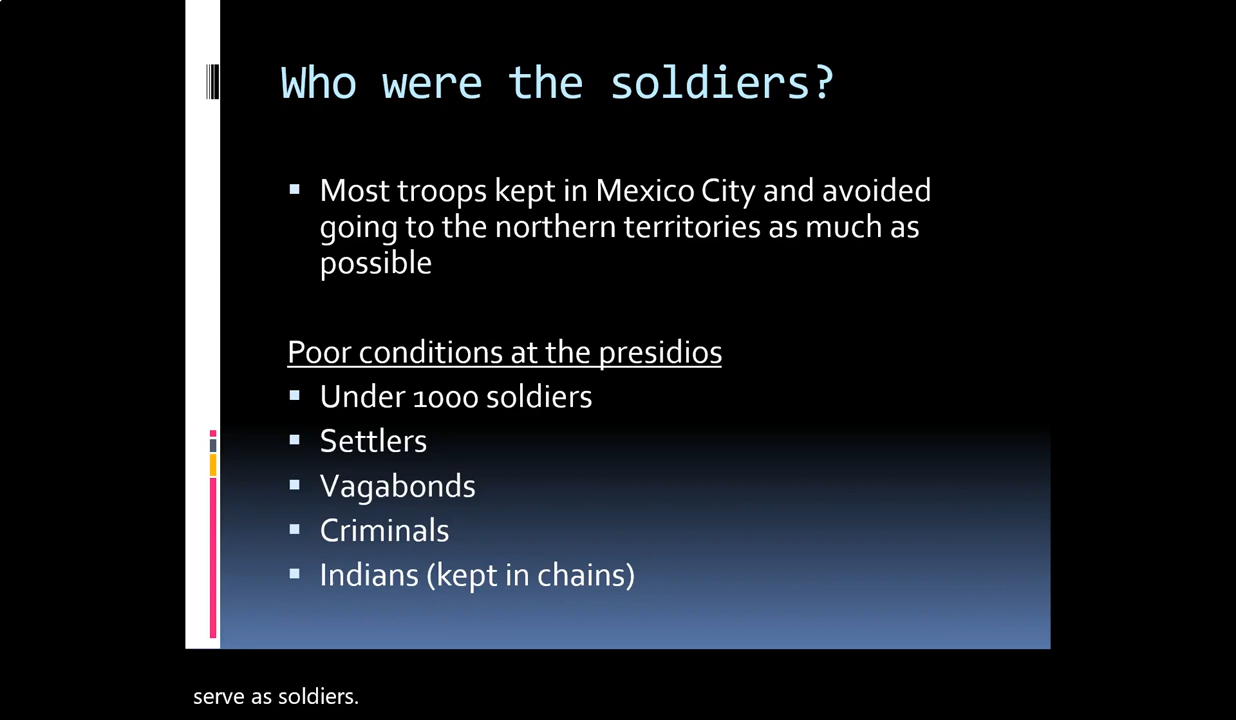 Who were the soldiers?
Most troops kept in Mexico City and avoided
going to the northern territories as much as
possible
Poor conditions at the presidios
Under 1000 soldiers
Settlers
Vagabonds
Criminals
Indians (kept in chains)
serve as soldiers.